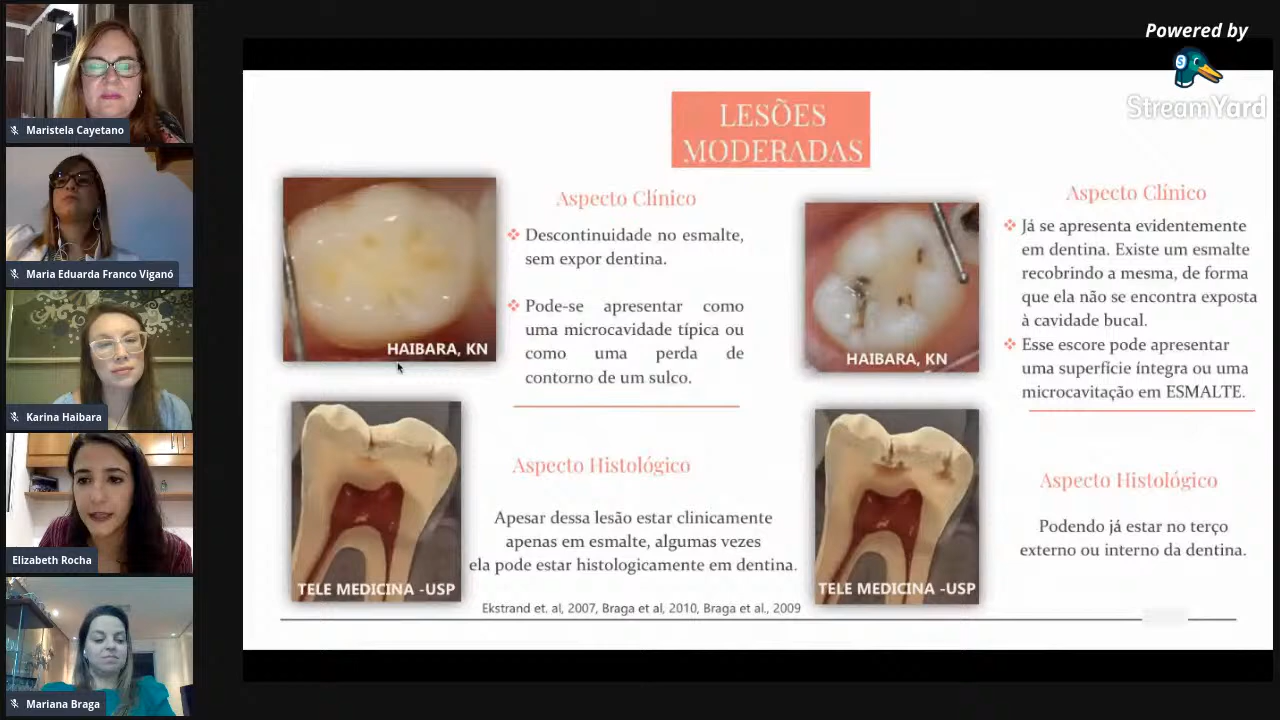 Powered by
StreamYard
Maristela Cayetano
Maria Eduarda Franco Viganó
Karina Haibara
Elizabeth Rocha
Mariana Braga
LESÕES
MODERADAS
HAIBARA, KN
Aspecto Clínico
Descontinuidade no esmalte,
sem expor dentina.
Pode-se apresentar como
uma microcavidade típica ou
como uma perda de
contorno de um sulco.
TELE MEDICINA -USP
Aspecto Histológico
Apesar dessa lesão estar clinicamente
apenas em esmalte, algumas vezes
ela pode estar histologicamente em dentina.
HAIBARA, KN
Aspecto Clínico
Já se apresenta evidentemente
em dentina. Existe um esmalte
recobrindo a mesma, de forma
que ela não se encontra exposta
à cavidade bucal.
Esse escore pode apresentar
uma superfície íntegra ou uma
microcavitação em ESMALTE.
TELE MEDICINA -USP
Aspecto Histológico
Podendo já estar no terço
externo ou interno da dentina.
Ekstrand et. al, 2007, Braga et al, 2010, Braga et al., 2009